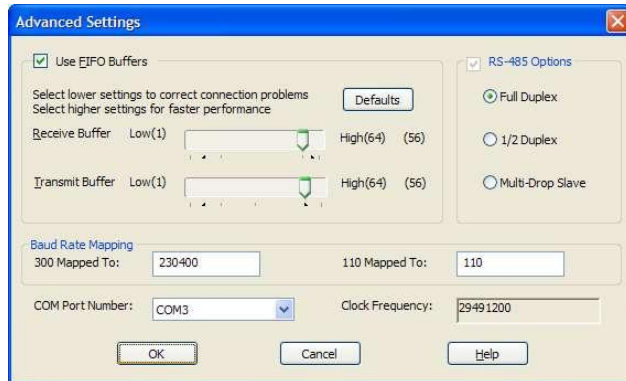 Advanced Settings
Use FIFO Buffers
Select lower settings to correct connection problems
Select higher settings for faster performance
Defaults
Receive Buffer Low(1) High(64) (56)
Transmit Buffer Low(1) High(64) (56)
RS-485 Options
Full Duplex
1/2 Duplex
Multi-Drop Slave
Baud Rate Mapping
300 Mapped To: 230400 110 Mapped To: 110
COM Port Number: COM3 Clock Frequency: 29491200
OK Cancel Help